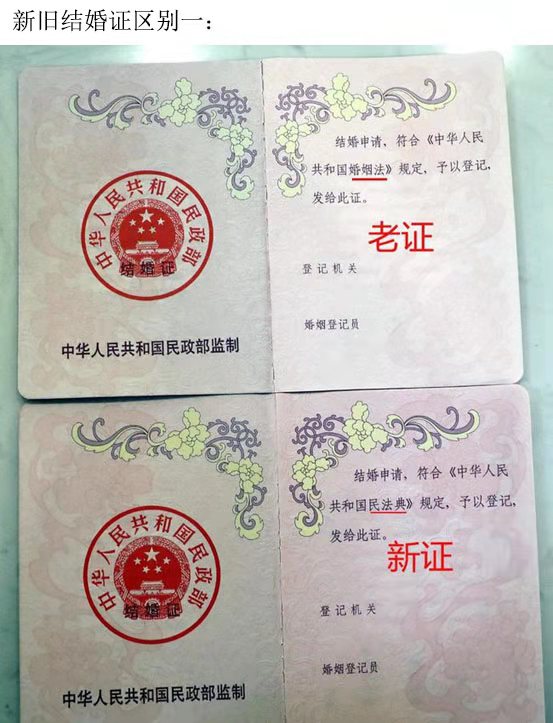 新旧结婚证区别一：
中华人民共和国民政部
结婚证
中华人民共和国民政部监制
结婚申请，符合《中华人民
共和国婚烟法》规定，予以登记，
发给此证。
老证
登记机关
婚姻登记员
中华人民共和国民政部
结婚证
中华人民共和国民政部监制
结婚申请，符合《中华人民
共和国民法典》规定，予以登记，
发给此证。
新证
登记机关
婚姻登记员